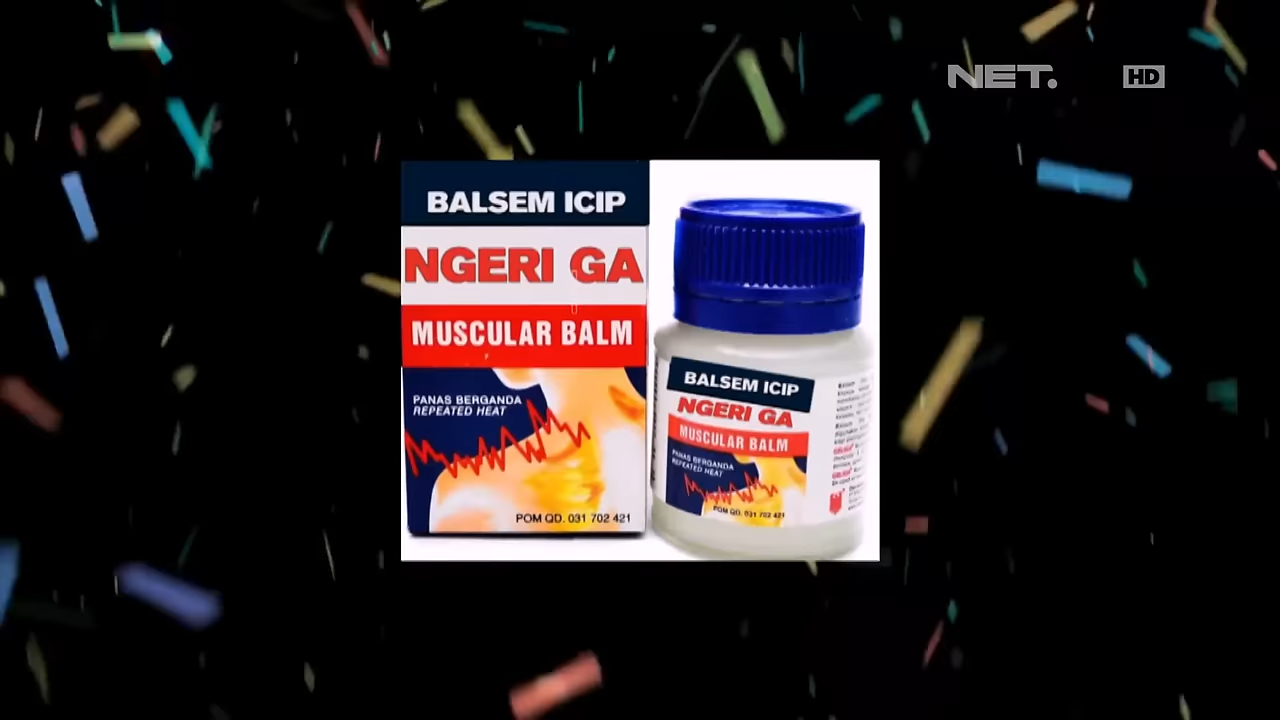 NET.
HD
BALSEM ICIP
NGERI GA
MUSCULAR BALM
PANAS BERGANDA
REPEATED HEAT
POM QD. 031 702 421
BALSEM ICIP
NGERI GA
MUSCULAR BALM
PANAS BERGANDA
REPEATED HEAT
POM QD. 031 702 421